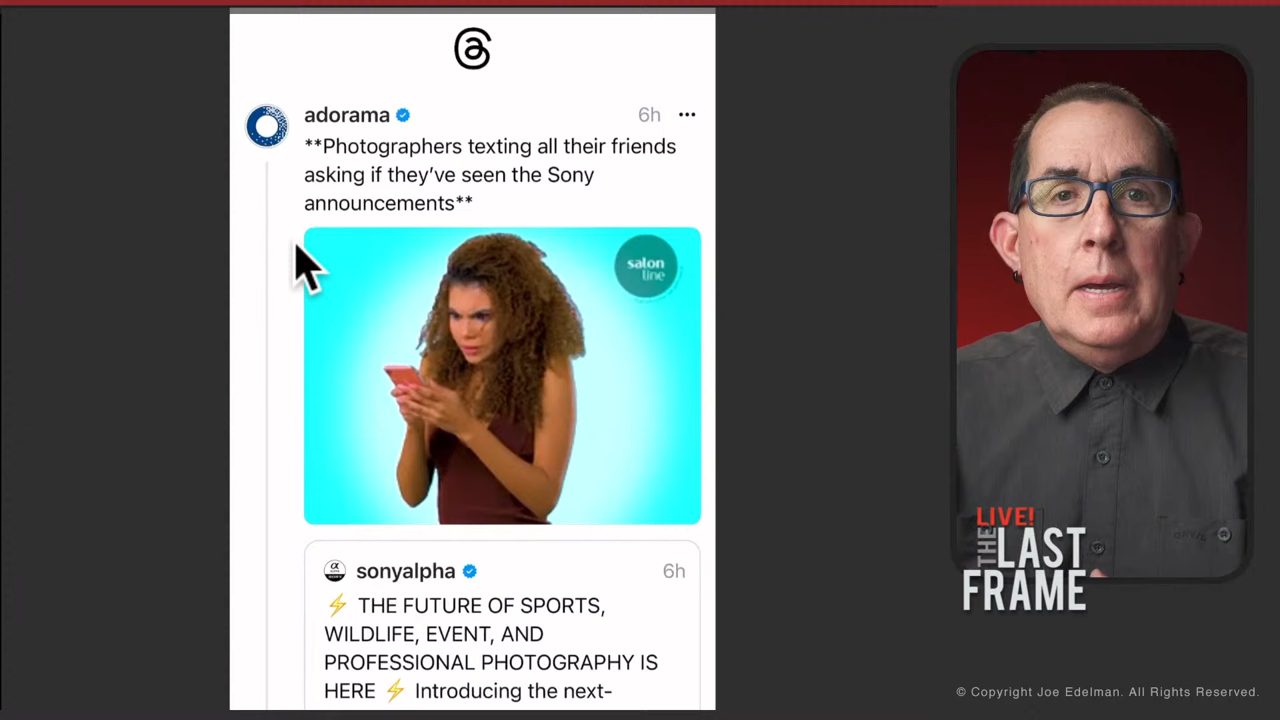 adorama
6h
**Photographers texting all their friends
asking if they've seen the Sony
announcements**
salon
line
sonyalpha
6h
⚡ THE FUTURE OF SPORTS,
WILDLIFE, EVENT, AND
PROFESSIONAL PHOTOGRAPHY IS
HERE ⚡ Introducing the next-
LIVE!
THE LAST
FRAME
© Copyright Joe Edelman. All Rights Reserved.